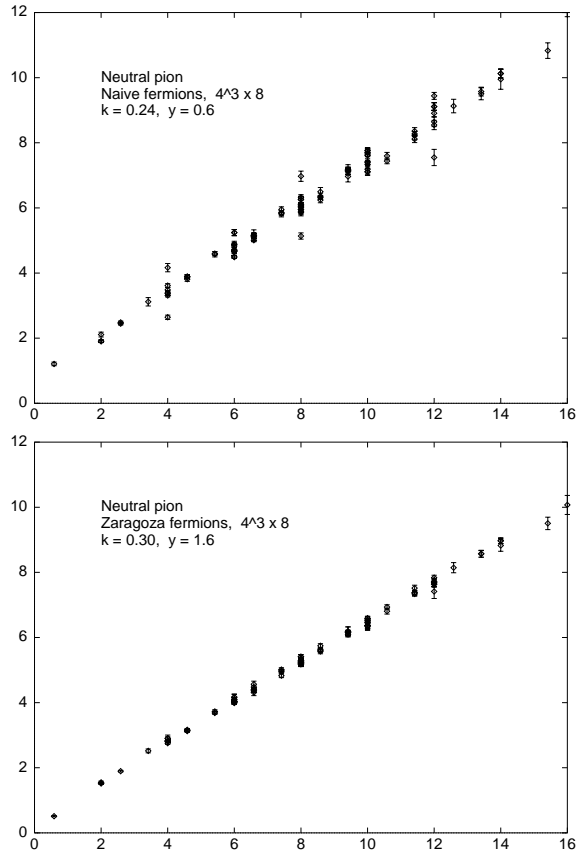 12
10
8
6
4
2
0
Neutral pion
Naive fermions, 4^3 x 8
k = 0.24, y = 0.6
0 2 4 6 8 10 12 14 16
12
10
8
6
4
2
0
Neutral pion
Zaragoza fermions, 4^3 x 8
k = 0.30, y = 1.6
0 2 4 6 8 10 12 14 16